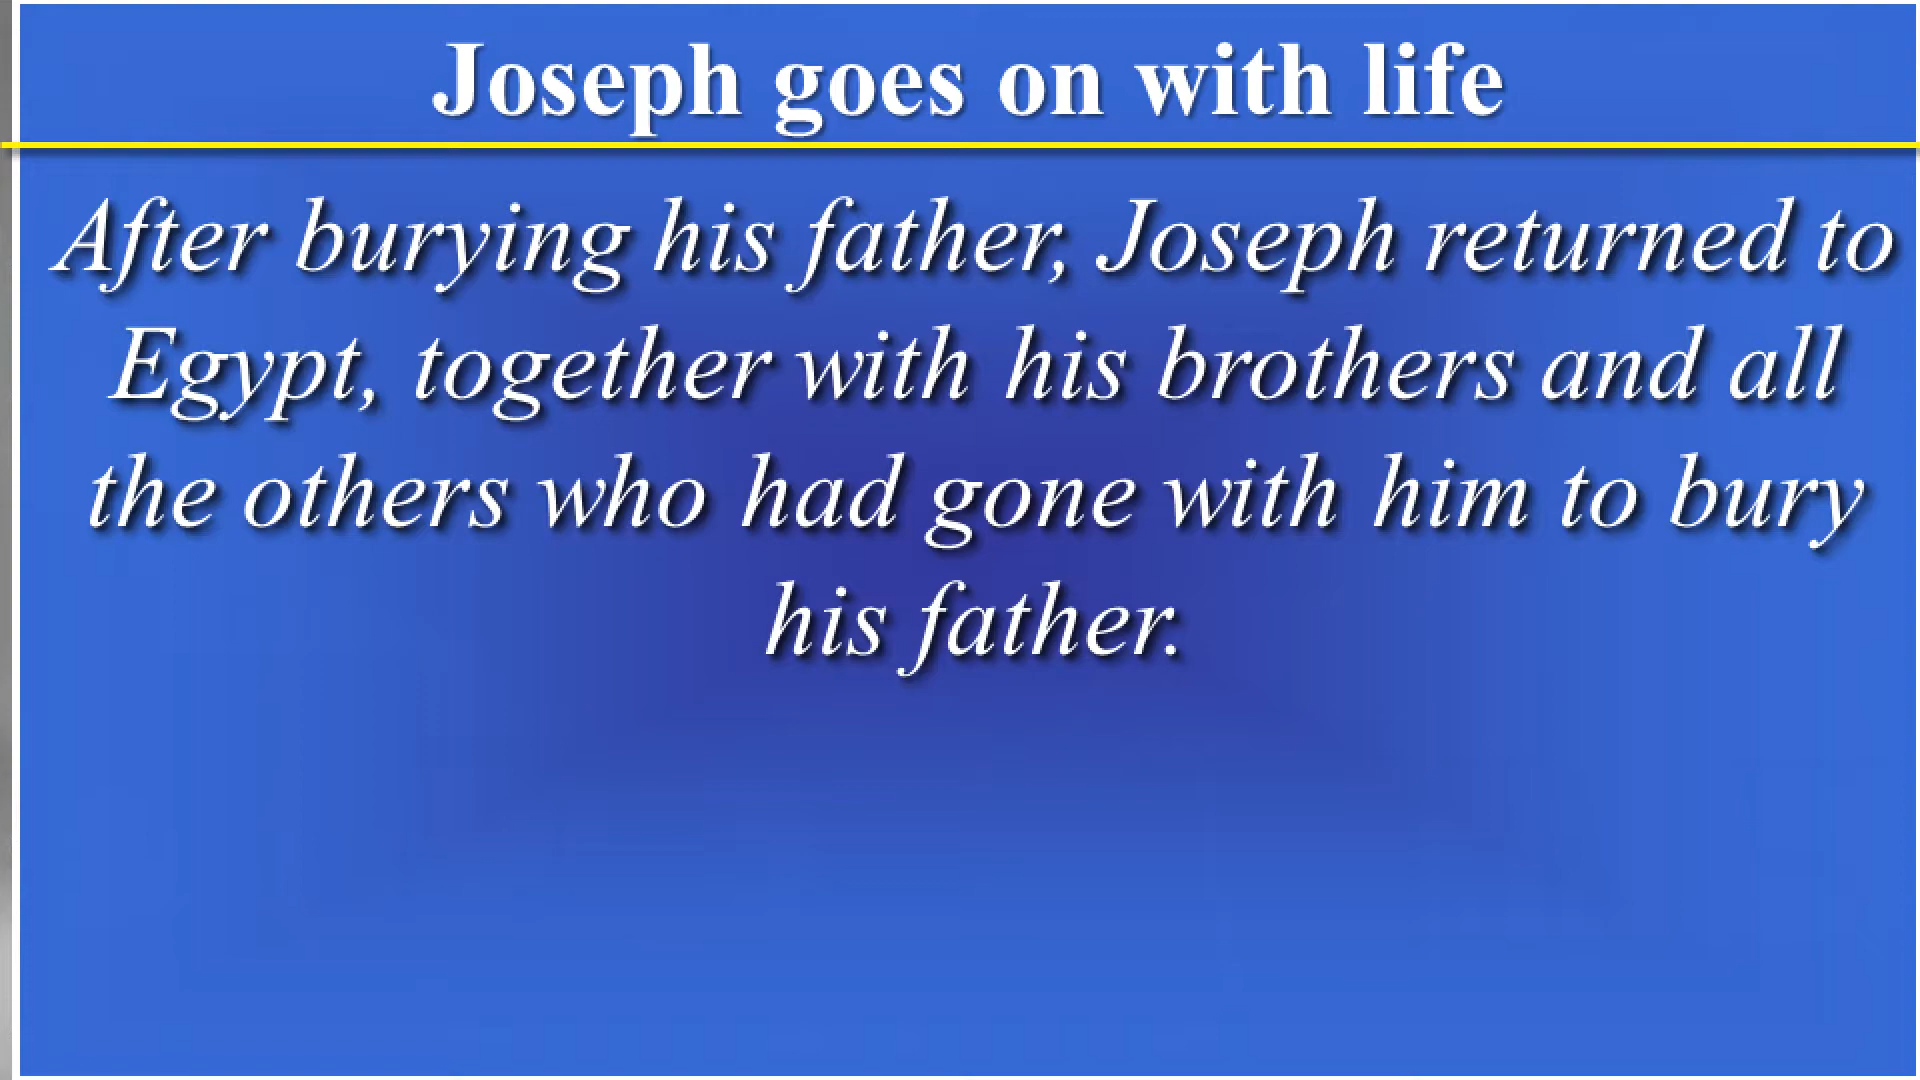 Joseph goes on with life
After burying his father, Joseph returned to
Egypt, together with his brothers and all
the others who had gone with him to bury
his father.